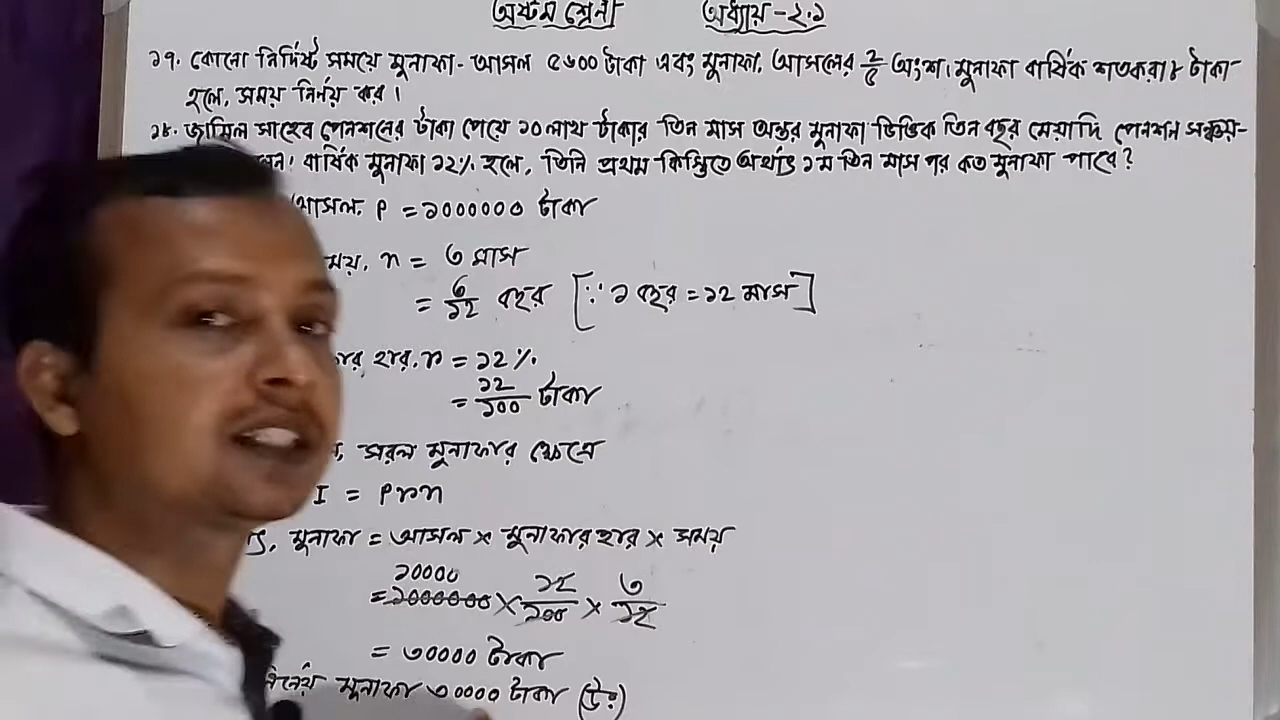 অষ্টম শ্রেণী অধ্যায় -২.১
১৭. কোনো নির্দিষ্ট সময়ে মুনাফা-আসল ৫৬০০ টাকা এবং মুনাফা, আসলের ২/৫ অংশ। মুনাফা বার্ষিক শতকরা ৮ টাকা
হলে, সময় নির্ণয় কর।
১৮. জামিল সাহেব পেনশনের টাকা পেয়ে ১০ লাখ টাকার তিন মাস অন্তর মুনাফা ভিত্তিক তিন বছর মেয়াদি পেনশন সঞ্চয়-
বার্ষিক মুনাফা ১২% হলে, তিনি প্রথম কিস্তিতে অর্থাৎ ১ম তিন মাস পর কত মুনাফা পাবে?
আসল, P = ১০০০০০০ টাকা
n = ৩ মাস
= ৩/১২ বছর [∵ ১ বছর = ১২ মাস]
হার, r = ১২%
= ১২/১০০ টাকা
সরল মুনাফার ক্ষেত্রে
I = Prn
মুনাফা = আসল × মুনাফার হার × সময়
১০০০০
= ১০০০০০০ × ১২/১০০ × ৩/১২
= ৩০০০০ টাকা
নির্ণেয় মুনাফা ৩০০০০ টাকা (উঃ)